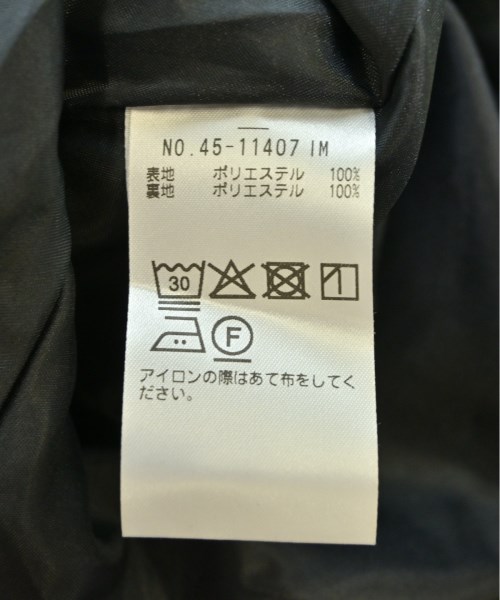 NO.45-11407 IM
表地 ポリエステル 100%
裏地 ポリエステル 100%
30
F
アイロンの際はあて布をしてく
ださい。